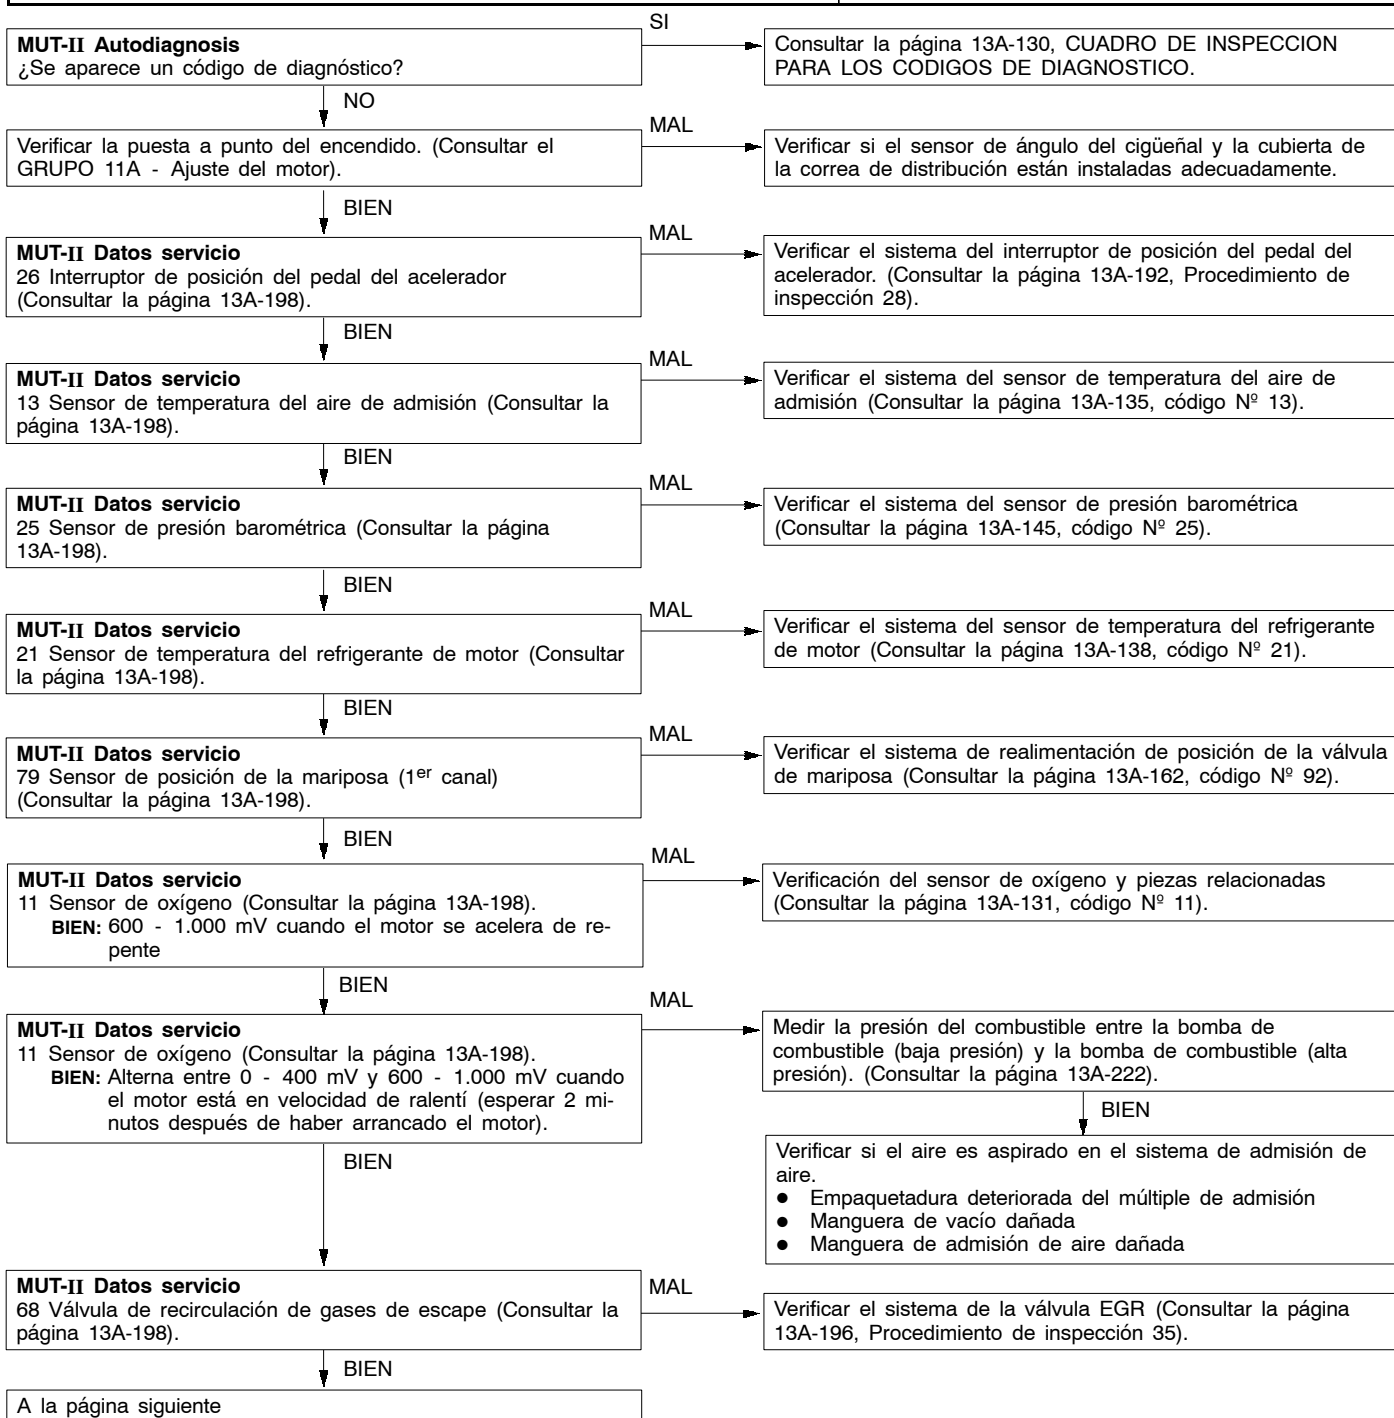 SI
MUT-II Autodiagnosis
¿Se aparece un código de diagnóstico?
Consultar la página 13A-130, CUADRO DE INSPECCION
PARA LOS CODIGOS DE DIAGNOSTICO.
NO
MAL
Verificar la puesta a punto del encendido. (Consultar el
GRUPO 11A - Ajuste del motor).
Verificar si el sensor de ángulo del cigüeñal y la cubierta de
la correa de distribución están instaladas adecuadamente.
BIEN
MAL
MUT-II Datos servicio
26 Interruptor de posición del pedal del acelerador
(Consultar la página 13A-198).
Verificar el sistema del interruptor de posición del pedal del
acelerador. (Consultar la página 13A-192, Procedimiento de
inspección 28).
BIEN
MAL
MUT-II Datos servicio
13 Sensor de temperatura del aire de admisión (Consultar la
página 13A-198).
Verificar el sistema del sensor de temperatura del aire de
admisión (Consultar la página 13A-135, código Nº 13).
BIEN
MAL
MUT-II Datos servicio
25 Sensor de presión barométrica (Consultar la página
13A-198).
Verificar el sistema del sensor de presión barométrica
(Consultar la página 13A-145, código Nº 25).
BIEN
MAL
MUT-II Datos servicio
21 Sensor de temperatura del refrigerante de motor (Consultar
la página 13A-198).
Verificar el sistema del sensor de temperatura del refrigerante
de motor (Consultar la página 13A-138, código Nº 21).
BIEN
MAL
MUT-II Datos servicio
79 Sensor de posición de la mariposa (1er canal)
(Consultar la página 13A-198).
Verificar el sistema de realimentación de posición de la válvula
de mariposa (Consultar la página 13A-162, código Nº 92).
BIEN
MAL
MUT-II Datos servicio
11 Sensor de oxígeno (Consultar la página 13A-198).
BIEN: 600 - 1.000 mV cuando el motor se acelera de re-
pente
Verificación del sensor de oxígeno y piezas relacionadas
(Consultar la página 13A-131, código Nº 11).
BIEN
MAL
MUT-II Datos servicio
11 Sensor de oxígeno (Consultar la página 13A-198).
BIEN: Alterna entre 0 - 400 mV y 600 - 1.000 mV cuando
el motor está en velocidad de ralentí (esperar 2 mi-
nutos después de haber arrancado el motor).
Medir la presión del combustible entre la bomba de
combustible (baja presión) y la bomba de combustible (alta
presión). (Consultar la página 13A-222).
BIEN
BIEN
Verificar si el aire es aspirado en el sistema de admisión de
aire.
● Empaquetadura deteriorada del múltiple de admisión
● Manguera de vacío dañada
● Manguera de admisión de aire dañada
MAL
MUT-II Datos servicio
68 Válvula de recirculación de gases de escape (Consultar la
página 13A-198).
Verificar el sistema de la válvula EGR (Consultar la página
13A-196, Procedimiento de inspección 35).
BIEN
A la página siguiente